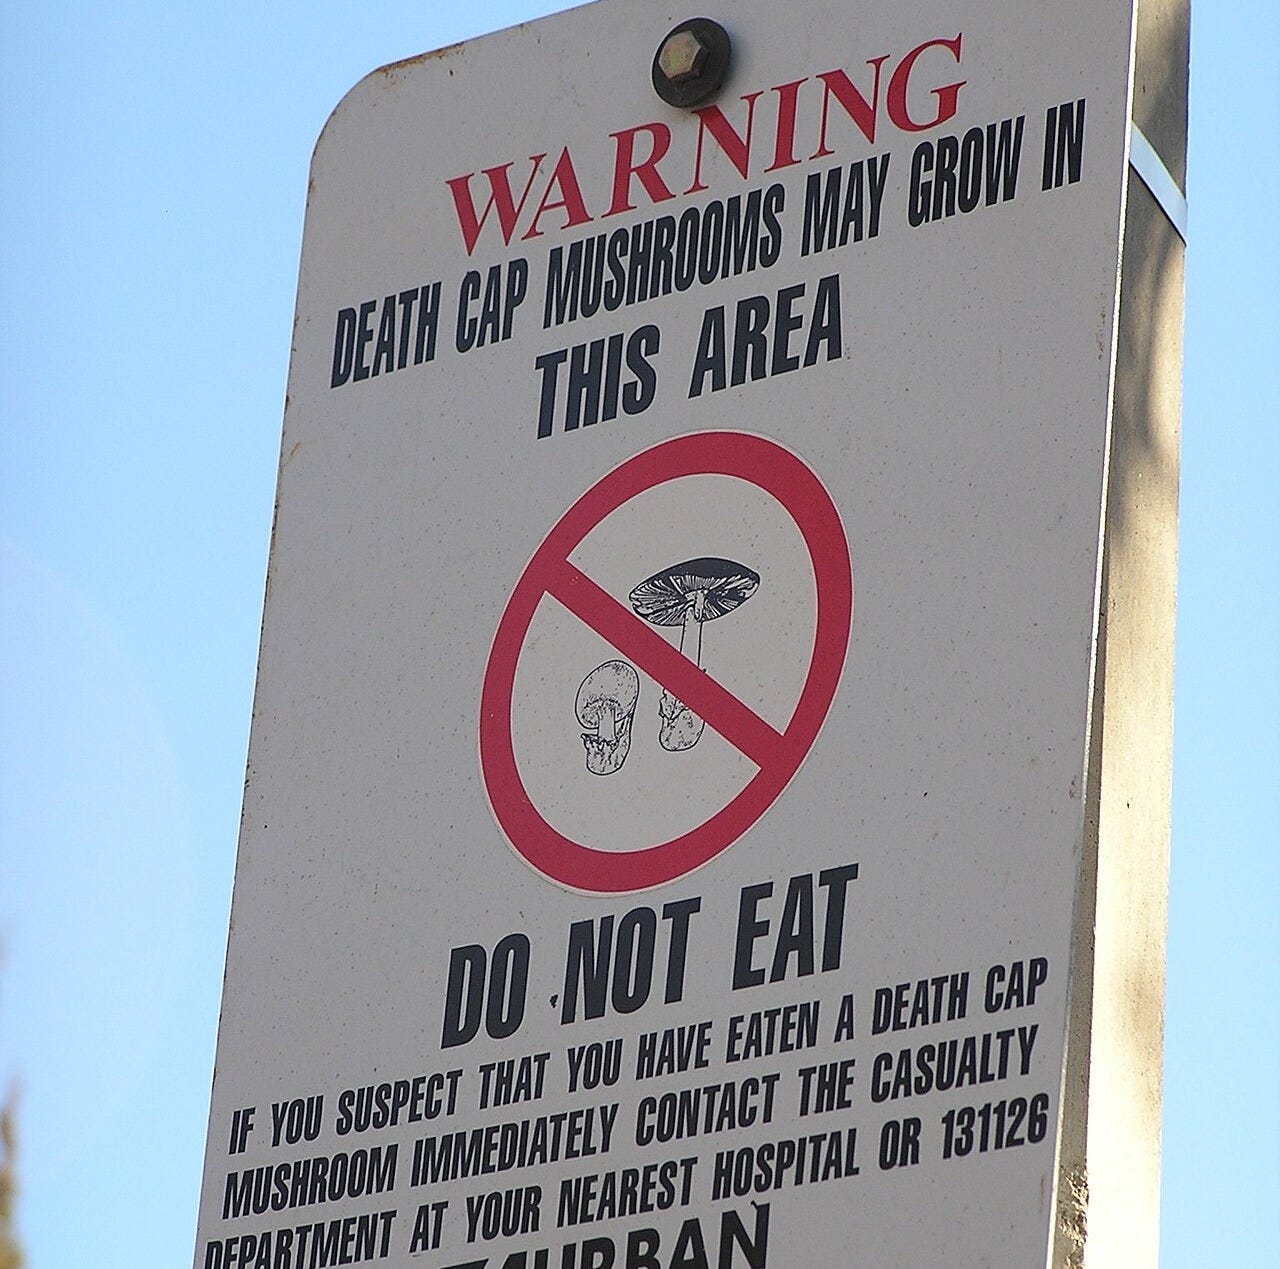 WARNING
DEATH CAP MUSHROOMS MAY GROW IN
THIS AREA
DO NOT EAT
IF YOU SUSPECT THAT YOU HAVE EATEN A DEATH CAP
MUSHROOM IMMEDIATELY CONTACT THE CASUALTY
DEPARTMENT AT YOUR NEAREST HOSPITAL OR 131126